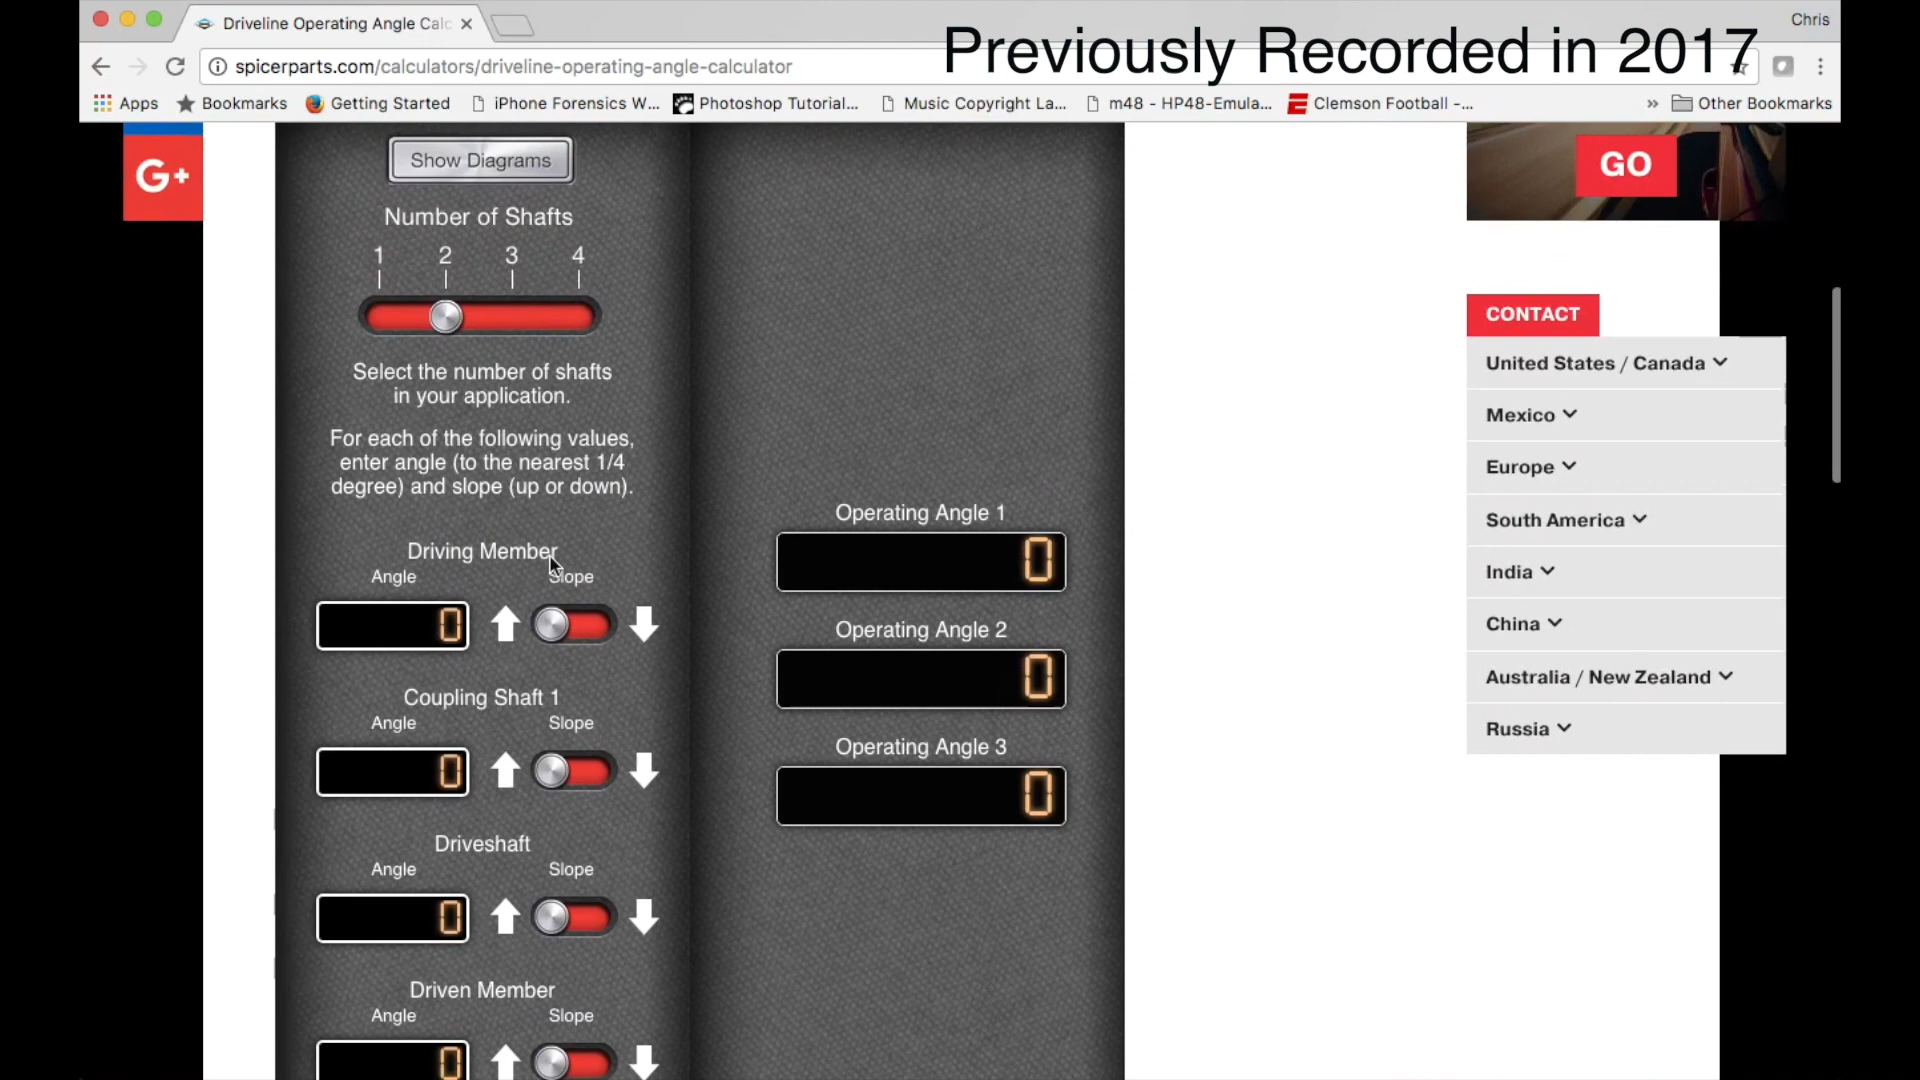 Driveline Operating Angle Calc
Chris
Previously Recorded in 2017
spicerparts.com/calculators/driveline-operating-angle-calculator
Apps
Bookmarks
Getting Started
iPhone Forensics W...
Photoshop Tutorial...
Music Copyright La...
m48 - HP48-Emula...
Clemson Football -...
»
Other Bookmarks
G+
Show Diagrams
Number of Shafts
1 2 3 4
Select the number of shafts
in your application.
For each of the following values,
enter angle (to the nearest 1/4
degree) and slope (up or down).
Driving Member
Angle Slope
0
Coupling Shaft 1
Angle Slope
0
Driveshaft
Angle Slope
0
Driven Member
Angle Slope
0
Operating Angle 1
0
Operating Angle 2
0
Operating Angle 3
0
GO
CONTACT
United States / Canada
Mexico
Europe
South America
India
China
Australia / New Zealand
Russia